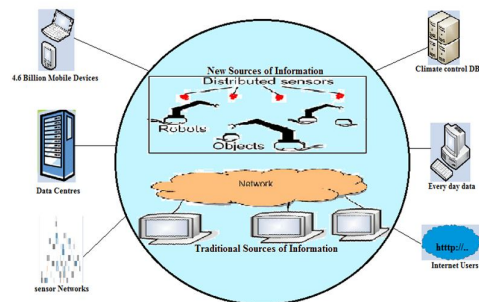 New Sources of Information
Distributed sensors
Robots
Objects
Network
Traditional Sources of Information
4.6 Billion Mobile Devices
Data Centres
sensor Networks
Climate control DB
Every day data
htttp://..
Internet Users